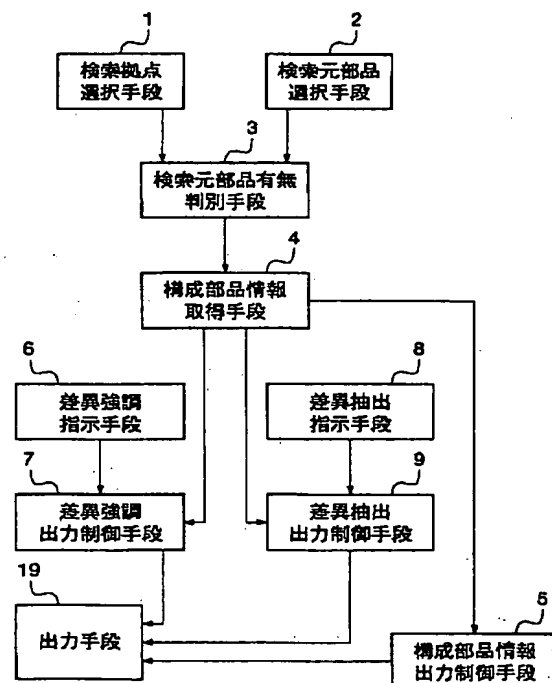 1
検索拠点
選択手段
2
検索元部品
選択手段
3
検索元部品有無
判別手段
4
構成部品情報
取得手段
6
差異強調
指示手段
8
差異抽出
指示手段
7
差異強調
出力制御手段
9
差異抽出
出力制御手段
19
出力手段
5
構成部品情報
出力制御手段